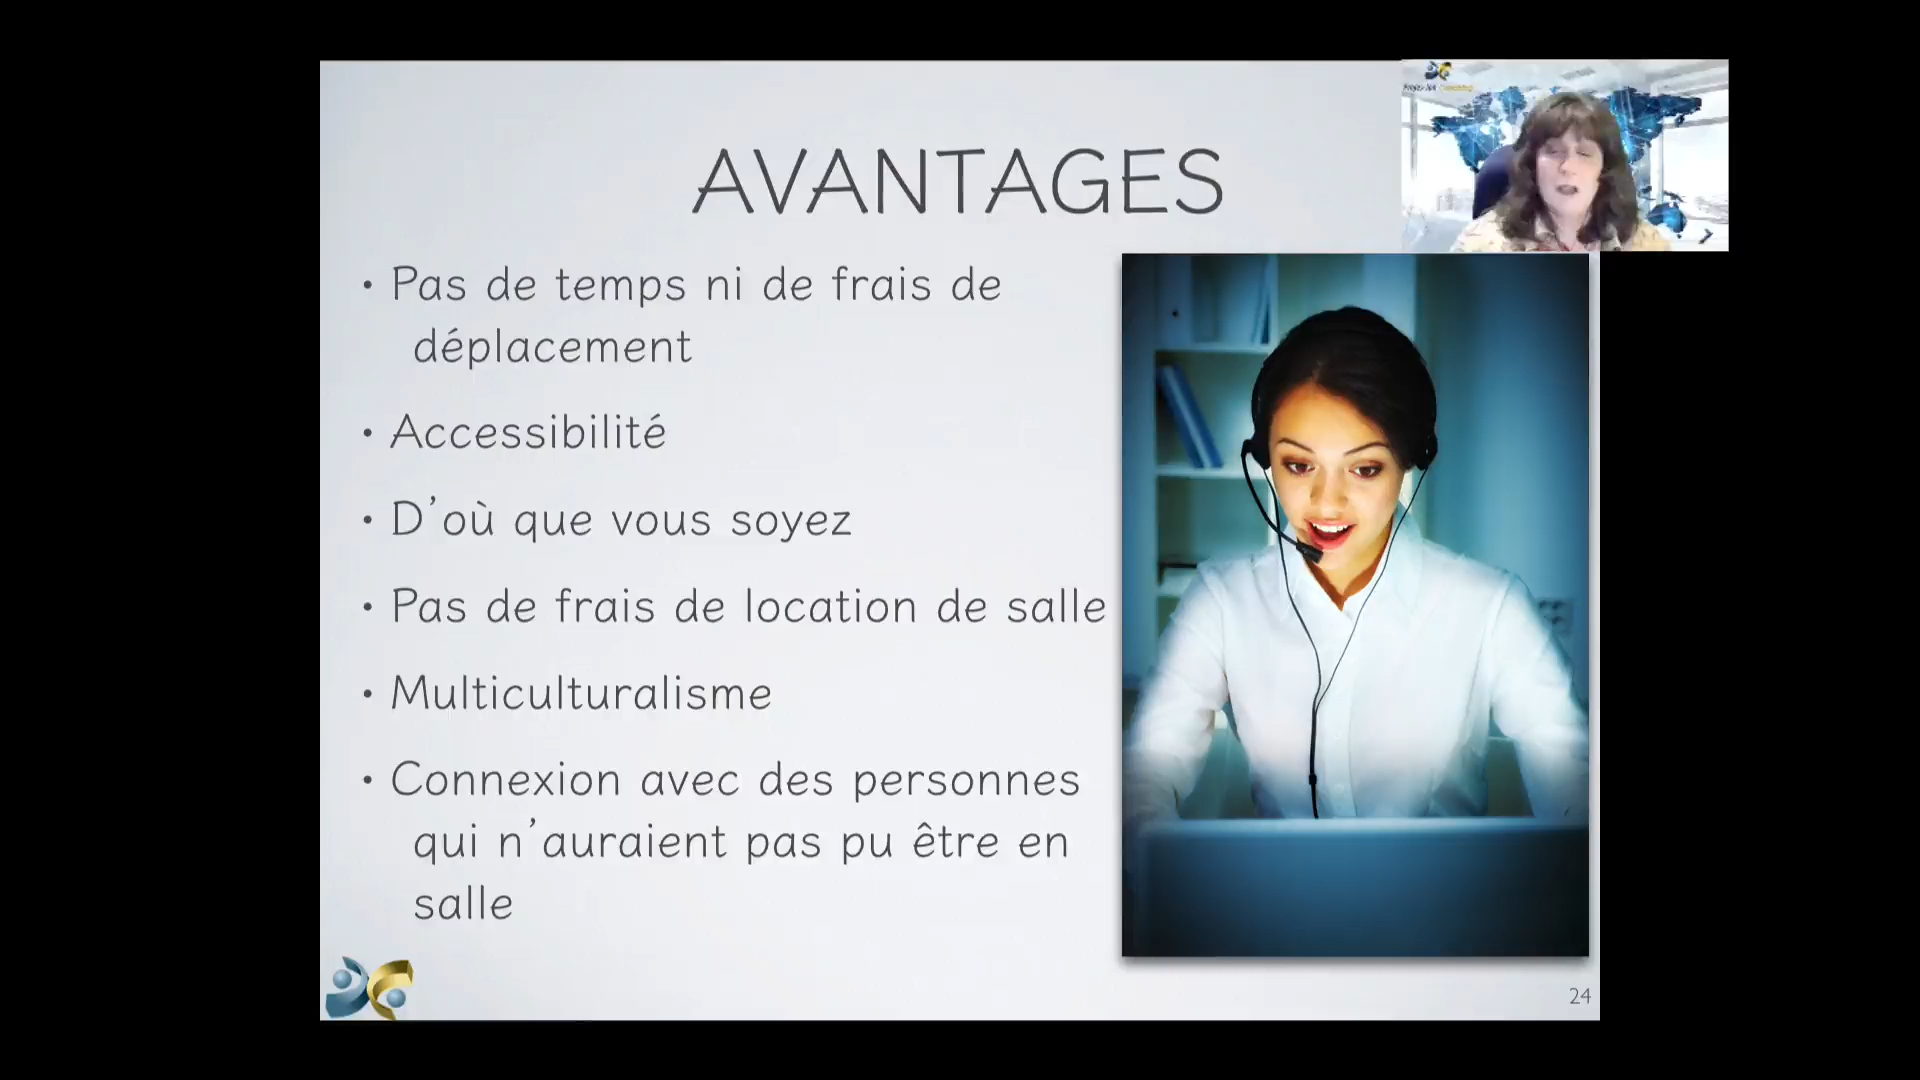 AVANTAGES
• Pas de temps ni de frais de
déplacement
• Accessibilité
• D’où que vous soyez
• Pas de frais de location de salle
• Multiculturalisme
• Connexion avec des personnes
qui n’auraient pas pu être en
salle
24